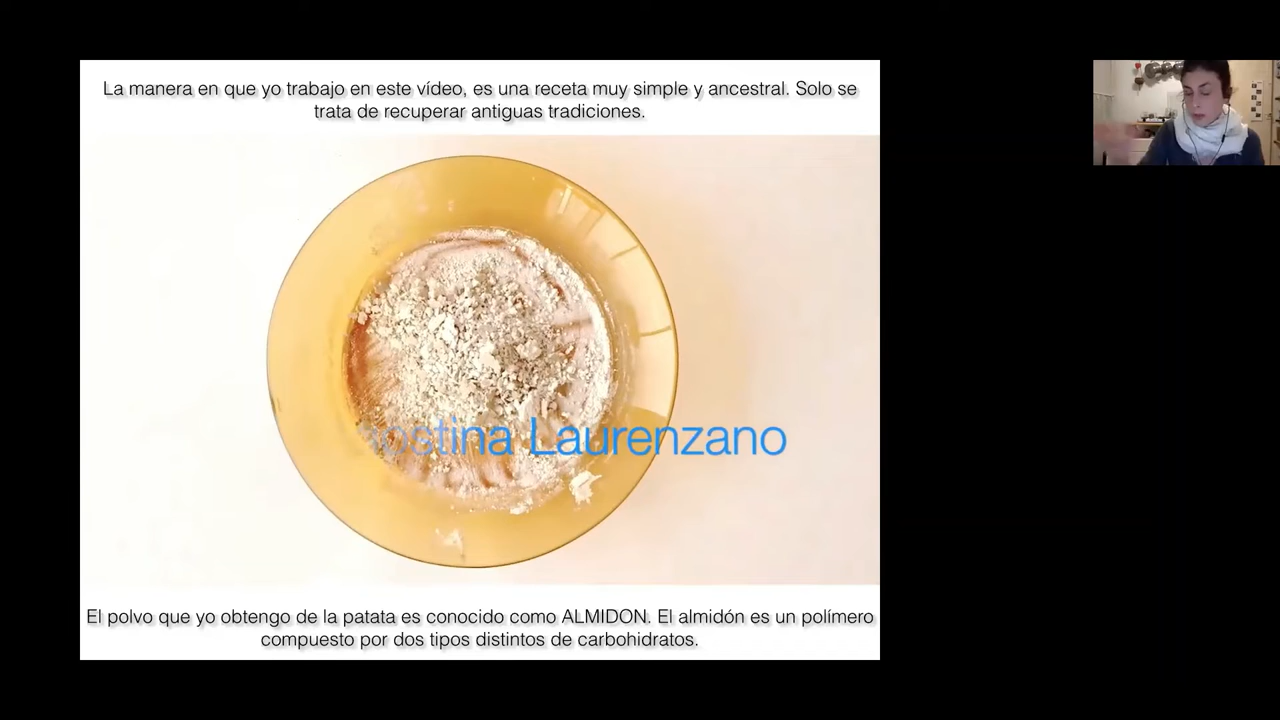 La manera en que yo trabajo en este vídeo, es una receta muy simple y ancestral. Solo se
trata de recuperar antiguas tradiciones.
Laurenzano
El polvo que yo obtengo de la patata es conocido como ALMIDON. El almidón es un polímero
compuesto por dos tipos distintos de carbohidratos.